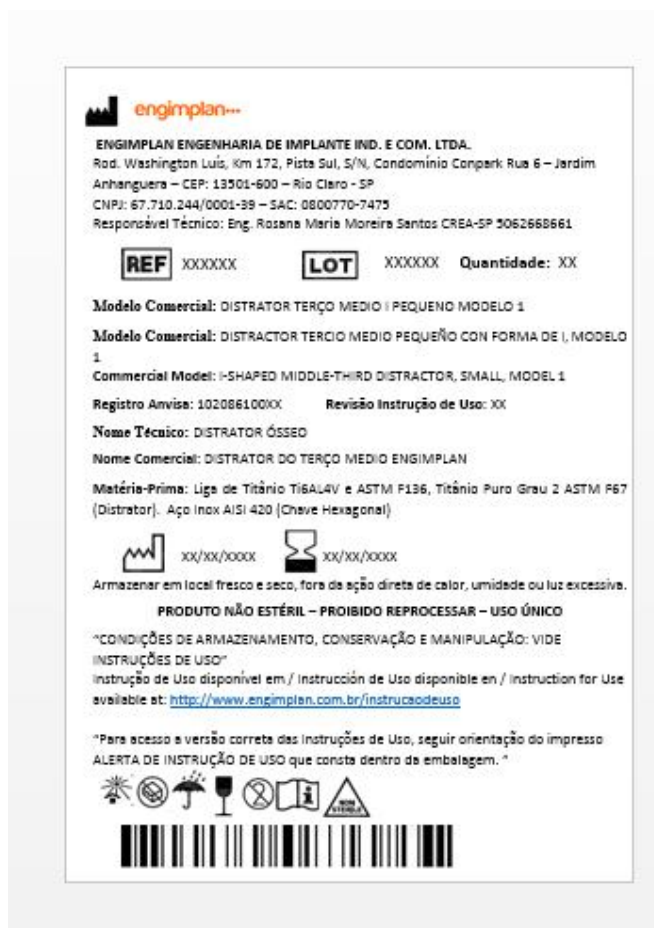 engimplan
ENGIMPLAN ENGENHARIA DE IMPLANTE IND. E COM. LTDA.
Rod. Washington Luís, Km 172, Pista Sul, S/N, Condomínio Conpark Rua 6 – Jardim
Anhanguera – CEP: 13501-600 – Rio Claro - SP
CNPJ: 67.710.244/0001-39 – SAC: 0800770-7475
Responsável Técnico: Eng. Rosana Maria Moreira Santos CREA-SP 5062668661
REF XXXXXX LOT XXXXXX Quantidade: XX
Modelo Comercial: DISTRATOR TERÇO MEDIO I PEQUENO MODELO 1
Modelo Comercial: DISTRACTOR TERCIO MEDIO PEQUEÑO CON FORMA DE I, MODELO
1
Commercial Model: I-SHAPED MIDDLE-THIRD DISTRACTOR, SMALL, MODEL 1
Registro Anvisa: 102086100XX Revisão Instrução de Uso: XX
Nome Técnico: DISTRATOR ÓSSEO
Nome Comercial: DISTRATOR DO TERÇO MEDIO ENGIMPLAN
Matéria-Prima: Liga de Titânio Ti6AL4V e ASTM F136, Titânio Puro Grau 2 ASTM F67
(Distrator). Aço Inox AISI 420 (Chave Hexagonal)
xx/xx/xxxx xx/xx/xxxx
Armazenar em local fresco e seco, fora da ação direta de calor, umidade ou luz excessiva.
PRODUTO NÃO ESTÉRIL – PROIBIDO REPROCESSAR – USO ÚNICO
"CONDIÇÕES DE ARMAZENAMENTO, CONSERVAÇÃO E MANIPULAÇÃO: VIDE
INSTRUÇÕES DE USO"
Instrução de Uso disponível em / Instrucción de Uso disponible en / Instruction for Use
available at: http://www.engimplan.com.br/instrucaodeuso
"Para acesso a versão correta das Instruções de Uso, seguir orientação do impresso
ALERTA DE INSTRUÇÃO DE USO que consta dentro da embalagem. "
NON STERILE